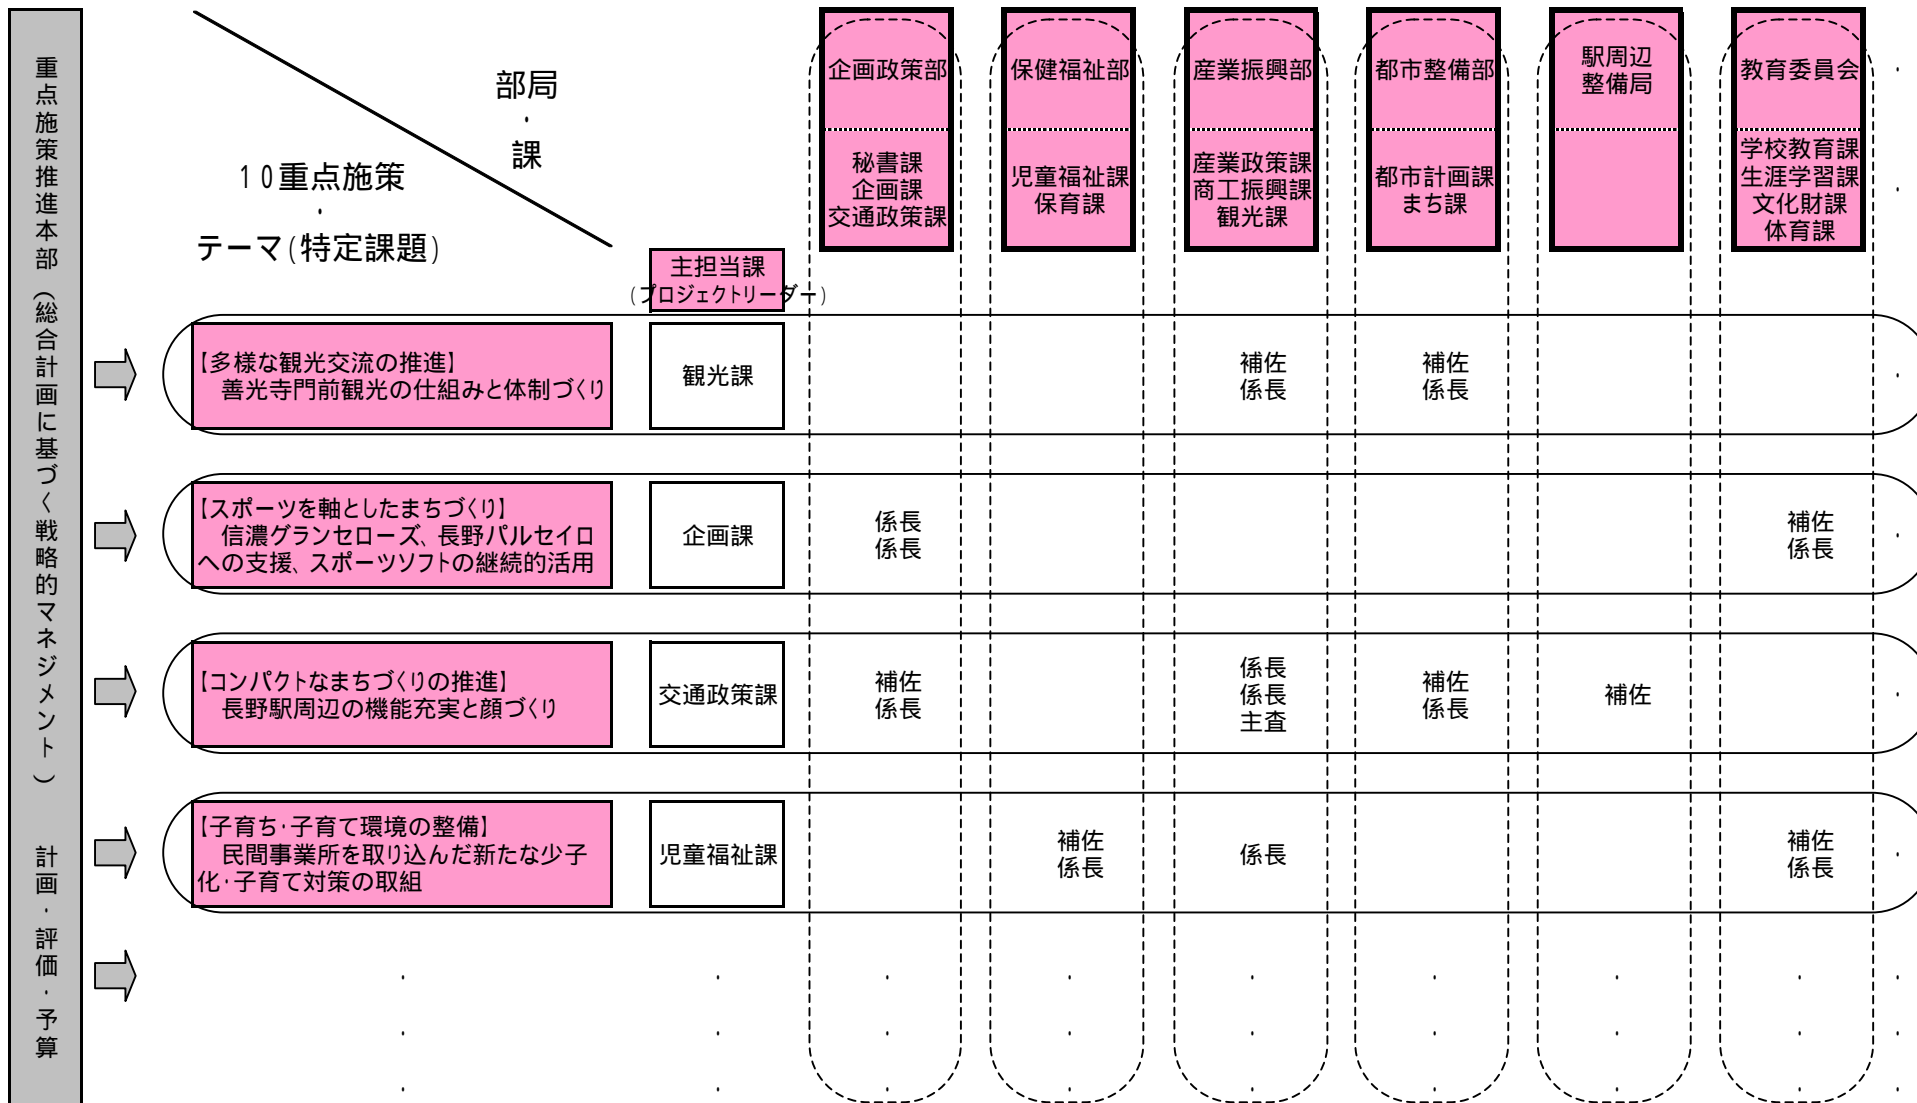 重点施策推進本部（総合計画に基づく戦略的マネジメント） 計画・評価・予算
部局
・
課
10重点施策
・
テーマ(特定課題)
主担当課
(プロジェクトリーダー)
企画政策部
秘書課
企画課
交通政策課
保健福祉部
児童福祉課
保育課
産業振興部
産業政策課
商工振興課
観光課
都市整備部
都市計画課
まち課
駅周辺
整備局
教育委員会
学校教育課
生涯学習課
文化財課
体育課
【多様な観光交流の推進】
善光寺門前観光の仕組みと体制づくり
観光課
補佐
係長
補佐
係長
【スポーツを軸としたまちづくり】
信濃グランセローズ、長野パルセイロ
への支援、スポーツソフトの継続的活用
企画課
係長
係長
補佐
係長
【コンパクトなまちづくりの推進】
長野駅周辺の機能充実と顔づくり
交通政策課
補佐
係長
係長
係長
主査
補佐
係長
補佐
【子育ち・子育て環境の整備】
民間事業所を取り込んだ新たな少子
化・子育て対策の取組
児童福祉課
補佐
係長
係長
補佐
係長